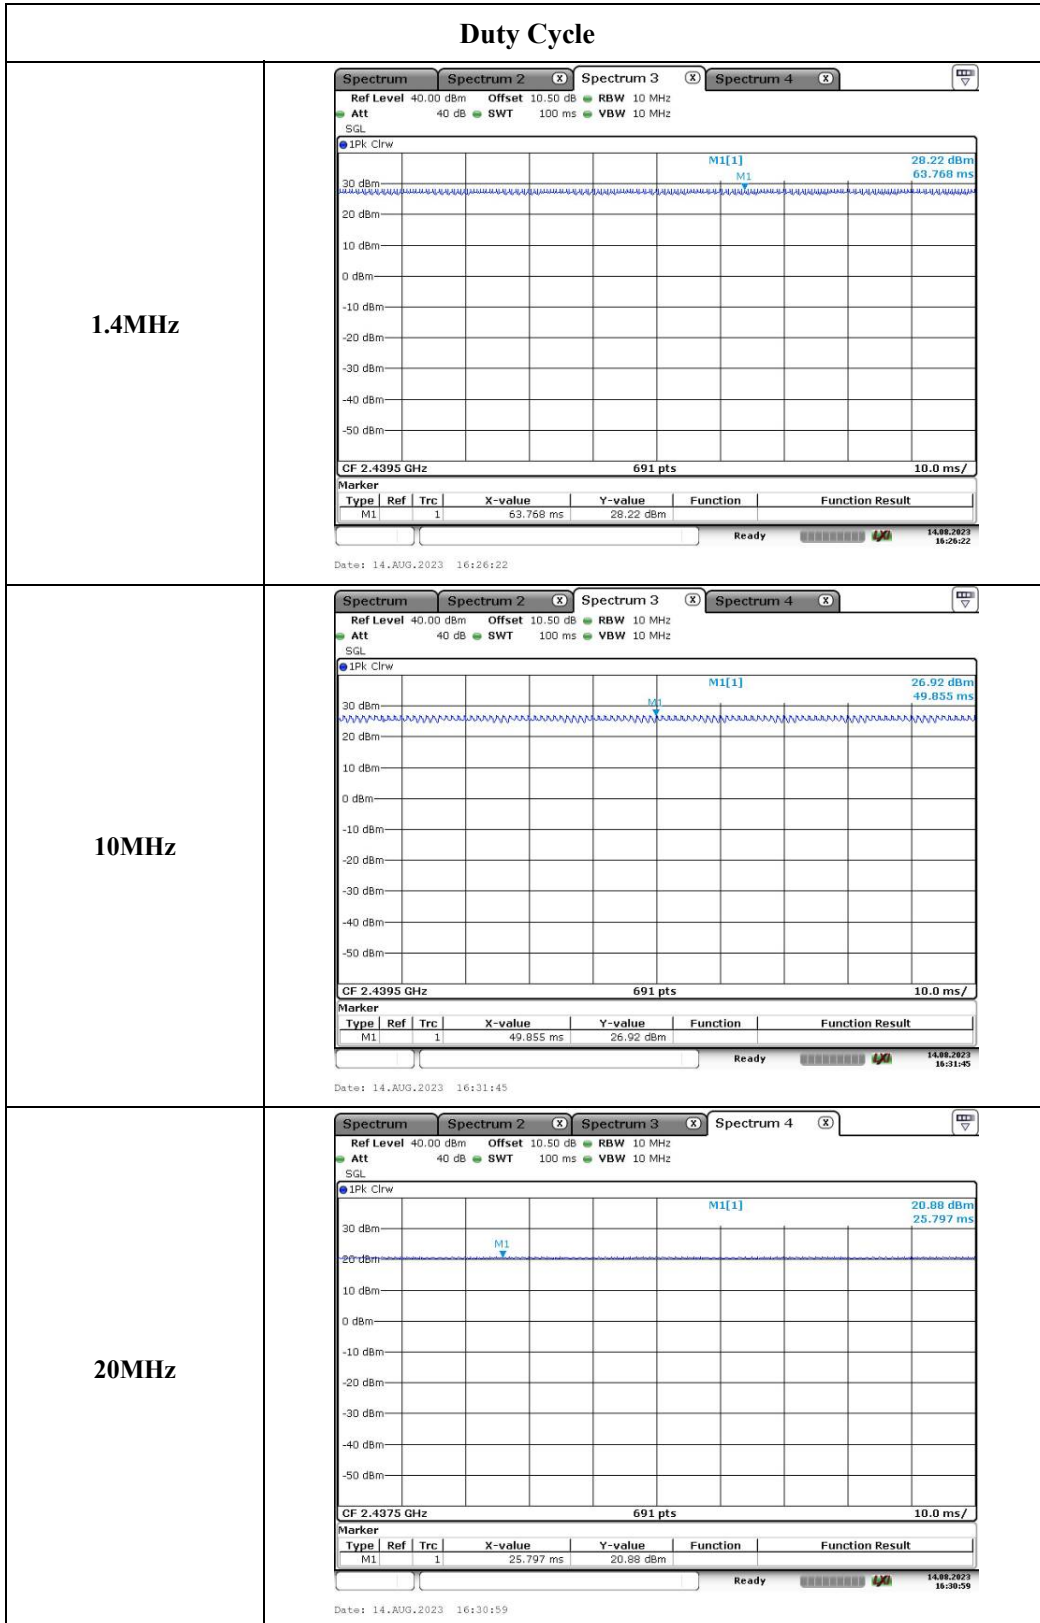 Duty Cycle
1.4MHz
Spectrum Spectrum 2 X Spectrum 3 X Spectrum 4 X
Ref Level 40.00 dBm Offset 10.50 dB RBW 10 MHz
Att 40 dB SWT 100 ms VBW 10 MHz
SGL
1Pk Clrw
M1[1] 28.22 dBm
63.768 ms
M1
30 dBm
20 dBm
10 dBm
0 dBm
-10 dBm
-20 dBm
-30 dBm
-40 dBm
-50 dBm
CF 2.4395 GHz 691 pts 10.0 ms/
Marker
Type Ref Trc X-value Y-value Function Function Result
M1 1 63.768 ms 28.22 dBm
Ready 14.08.2023
16:26:22
Date: 14.AUG.2023 16:26:22
10MHz
Spectrum Spectrum 2 X Spectrum 3 X Spectrum 4 X
Ref Level 40.00 dBm Offset 10.50 dB RBW 10 MHz
Att 40 dB SWT 100 ms VBW 10 MHz
SGL
1Pk Clrw
M1[1] 26.92 dBm
49.855 ms
M1
30 dBm
20 dBm
10 dBm
0 dBm
-10 dBm
-20 dBm
-30 dBm
-40 dBm
-50 dBm
CF 2.4395 GHz 691 pts 10.0 ms/
Marker
Type Ref Trc X-value Y-value Function Function Result
M1 1 49.855 ms 26.92 dBm
Ready 14.08.2023
16:31:45
Date: 14.AUG.2023 16:31:45
20MHz
Spectrum Spectrum 2 X Spectrum 3 X Spectrum 4 X
Ref Level 40.00 dBm Offset 10.50 dB RBW 10 MHz
Att 40 dB SWT 100 ms VBW 10 MHz
SGL
1Pk Clrw
M1[1] 20.88 dBm
25.797 ms
30 dBm
M1
20 dBm
10 dBm
0 dBm
-10 dBm
-20 dBm
-30 dBm
-40 dBm
-50 dBm
CF 2.4375 GHz 691 pts 10.0 ms/
Marker
Type Ref Trc X-value Y-value Function Function Result
M1 1 25.797 ms 20.88 dBm
Ready 14.08.2023
16:30:59
Date: 14.AUG.2023 16:30:59